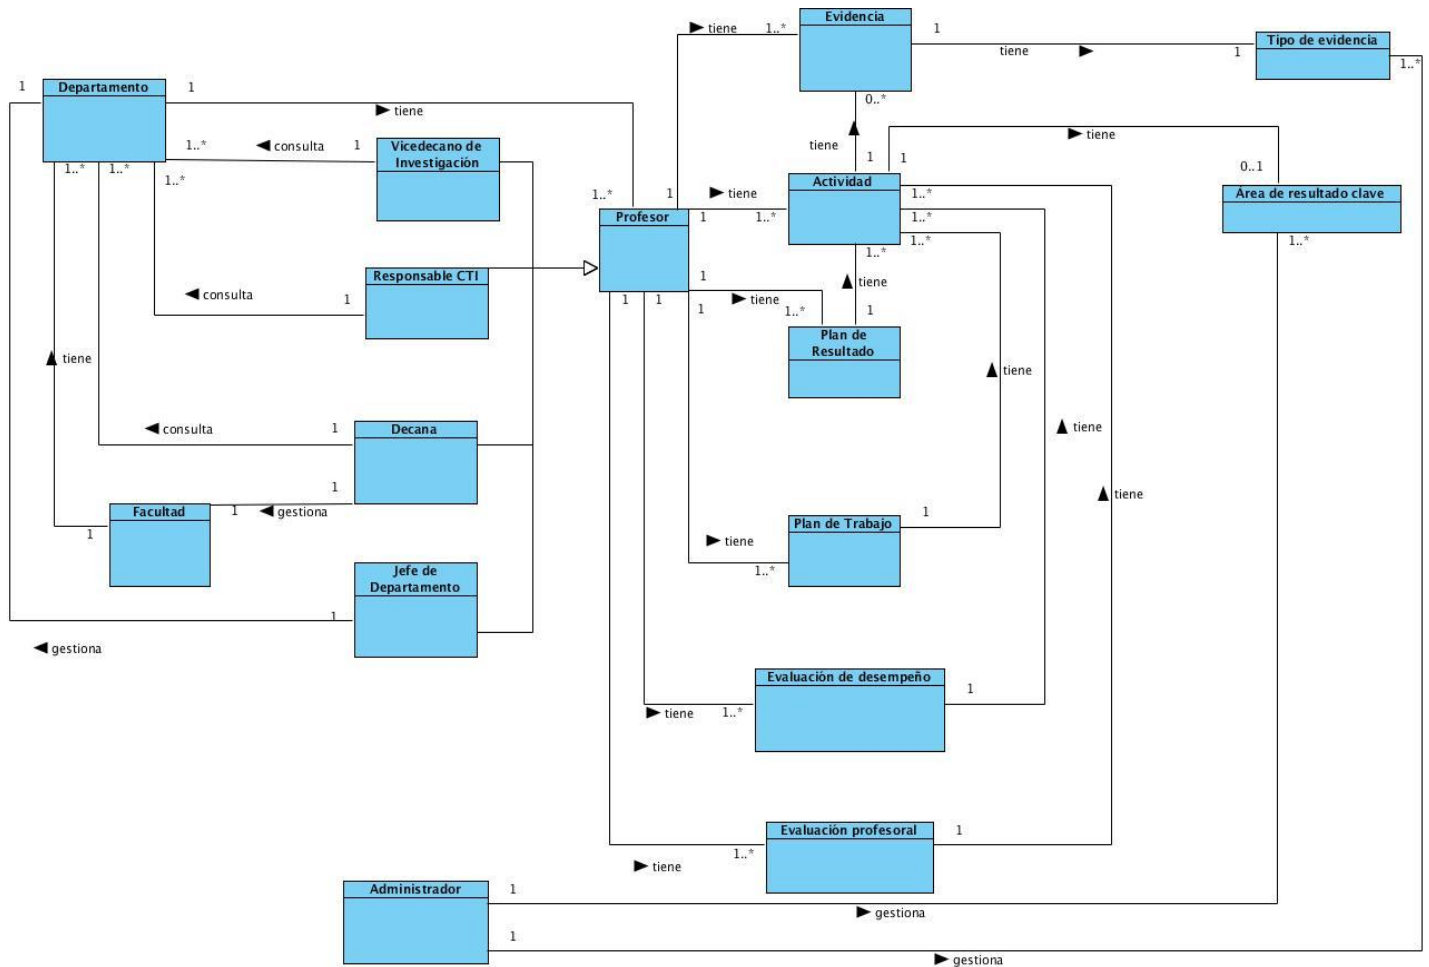 Evidencia
► tiene 1..*
1
Tipo de evidencia
tiene ►
1
1..*
1
Departamento
1
► tiene
0..*
tiene
1
1
► tiene
0..1
1..*
◄ consulta
1
Vicedecano de
Investigación
1..*
1..*
1..*
1..*
1
► tiene
Actividad
1..*
Área de resultado clave
Profesor
1
1..*
1..*
1..*
1..*
1..*
Responsable CTI
1
► tiene
1..*
▲ tiene
1
◄ consulta
1
1
1
1
Plan de
Resultado
▲ tiene
▲ tiene
◄ consulta
1
Decana
▲ tiene
1
Facultad
1
◄ gestiona
▲ tiene
1
Plan de Trabajo
1
► tiene
1..*
Jefe de
Departamento
1
◄ gestiona
Evaluación de desempeño
1
► tiene
1..*
Evaluación profesoral
1
1..*
► tiene
Administrador
1
► gestiona
1
► gestiona